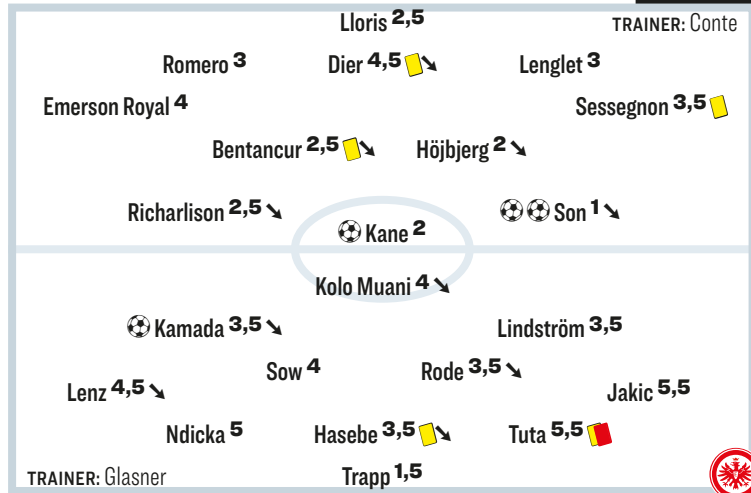 Lloris 2,5
TRAINER: Conte
Romero 3 Dier 4,5 Lenglet 3
Emerson Royal 4 Sessegnon 3,5
Bentancur 2,5 Höjbjerg 2
Richarlison 2,5 Son 1
Kane 2
Kolo Muani 4
Kamada 3,5 Lindström 3,5
Sow 4 Rode 3,5
Lenz 4,5 Jakic 5,5
Ndicka 5 Hasebe 3,5 Tuta 5,5
TRAINER: Glasner Trapp 1,5